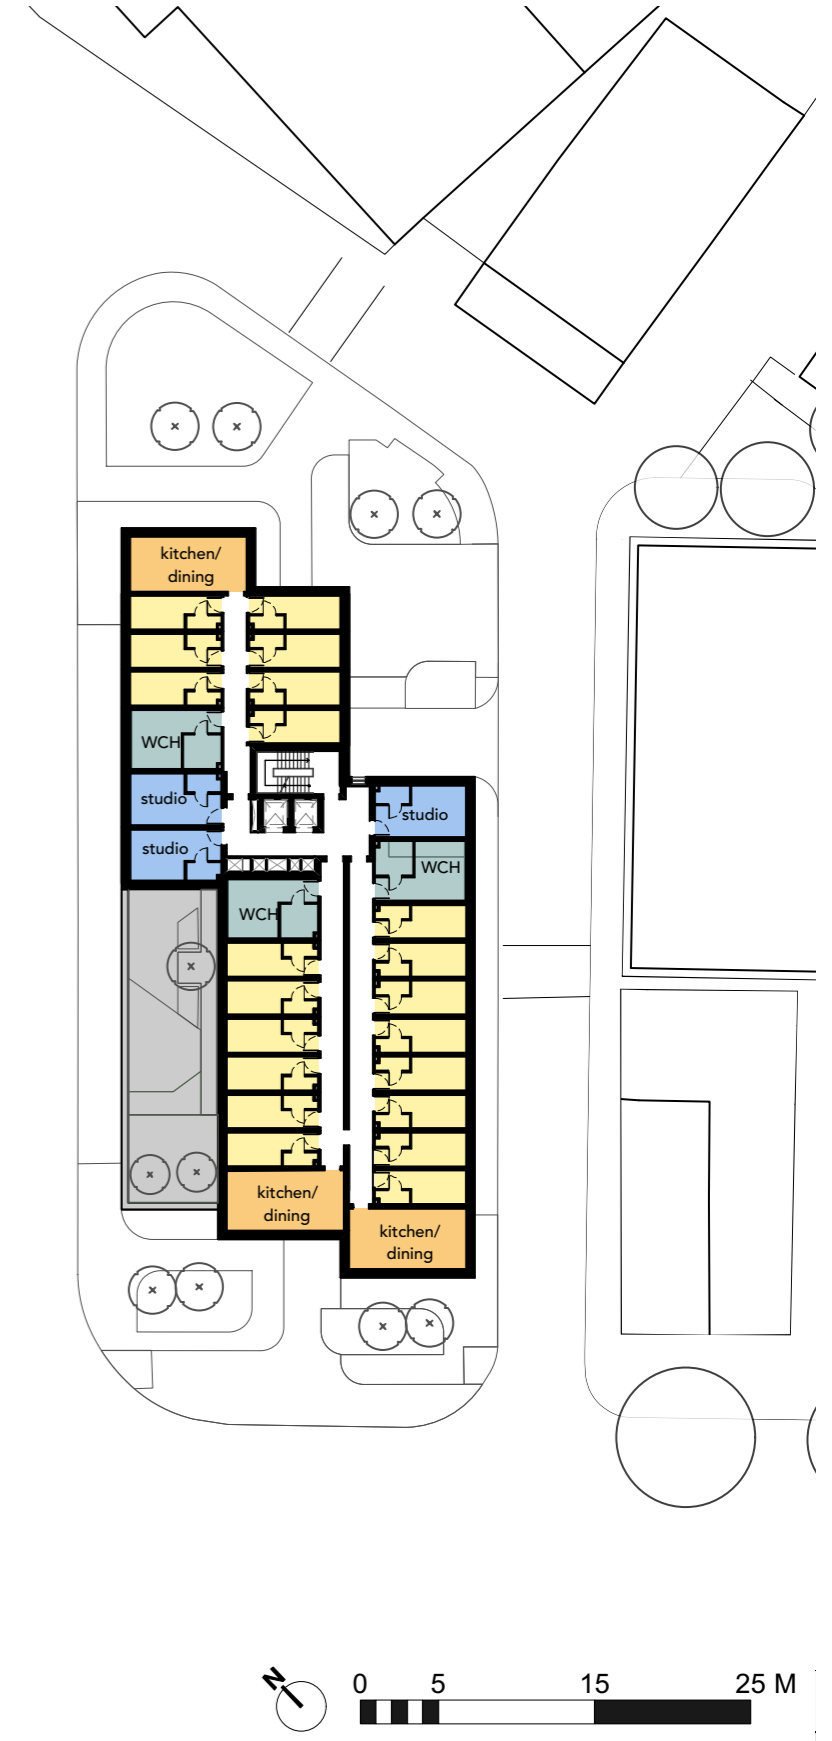 kitchen/
dining
WCH
studio
studio
studio
WCH
WCH
kitchen/
dining
kitchen/
dining
N
0 5 15 25 M